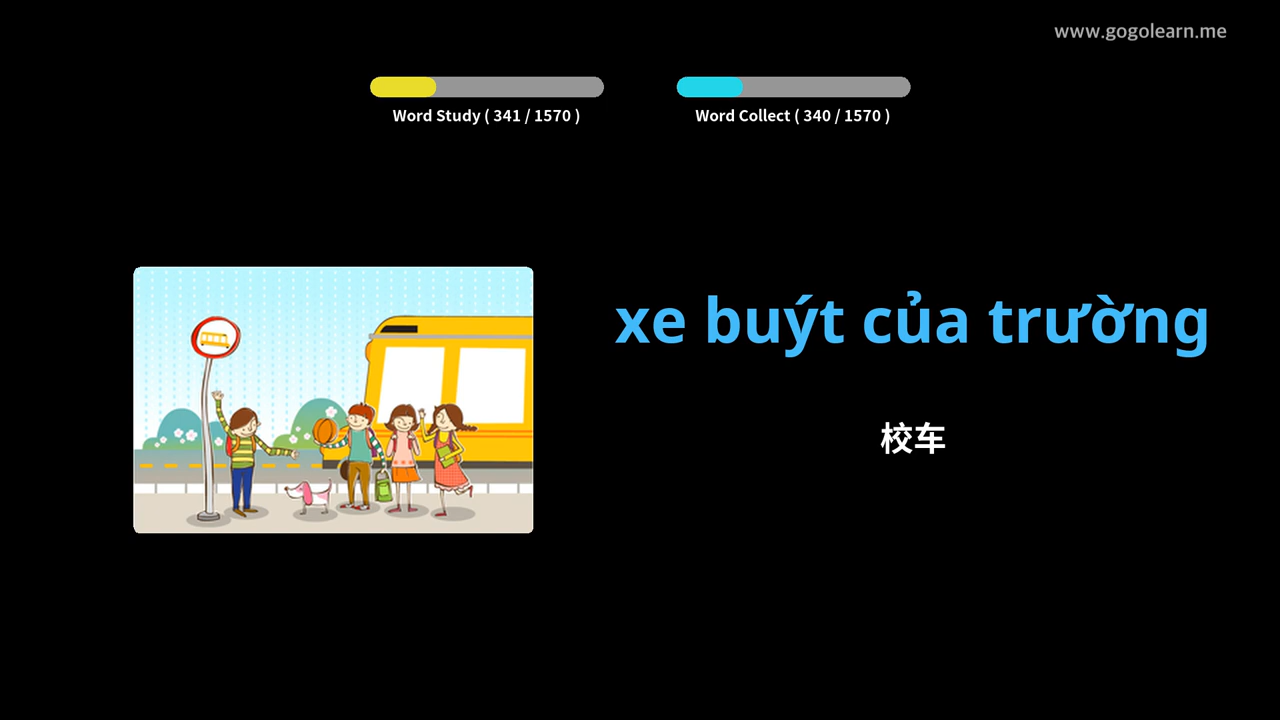 www.gogolearn.me
Word Study ( 341 / 1570 )
Word Collect ( 340 / 1570 )
xe buýt của trường
校车